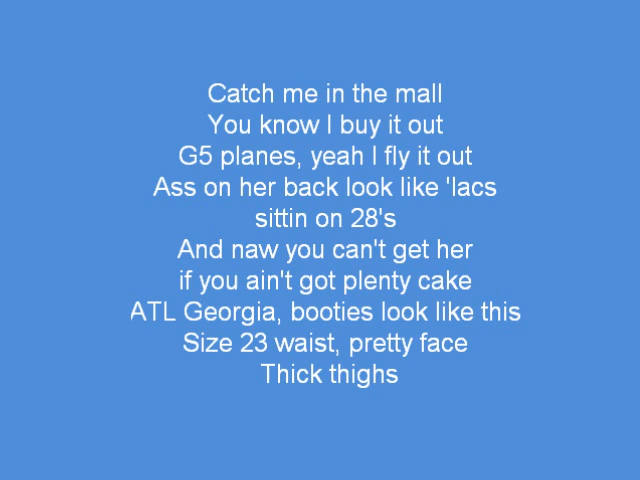 Catch me in the mall
You know I buy it out
G5 planes, yeah I fly it out
Ass on her back look like 'lacs
sittin on 28's
And naw you can't get her
if you ain't got plenty cake
ATL Georgia, booties look like this
Size 23 waist, pretty face
Thick thighs